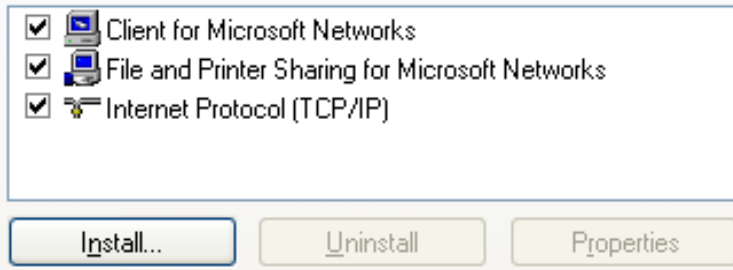 Client for Microsoft Networks
File and Printer Sharing for Microsoft Networks
Internet Protocol (TCP/IP)
Install... Uninstall Properties